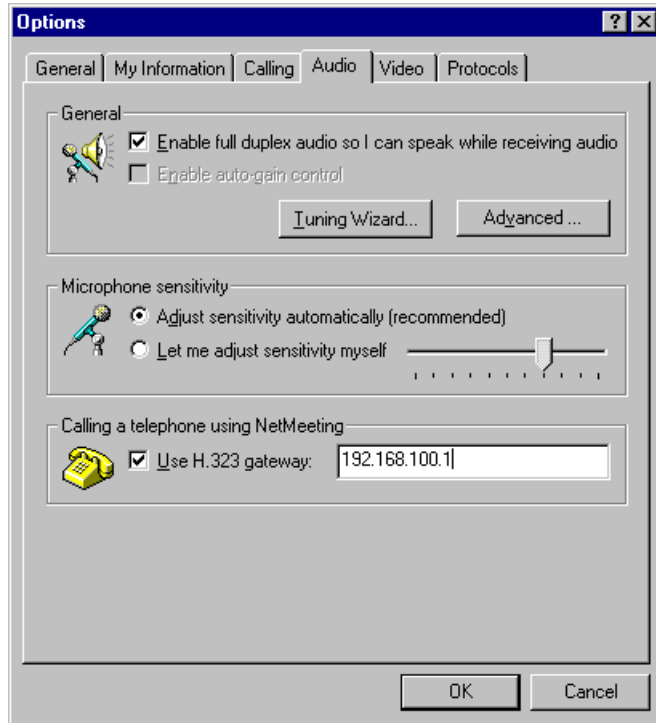 Options
General My Information Calling Audio Video Protocols
General
Enable full duplex audio so I can speak while receiving audio
Enable auto-gain control
Tuning Wizard... Advanced ...
Microphone sensitivity
Adjust sensitivity automatically (recommended)
Let me adjust sensitivity myself
Calling a telephone using NetMeeting
Use H.323 gateway: 192.168.100.1
OK Cancel